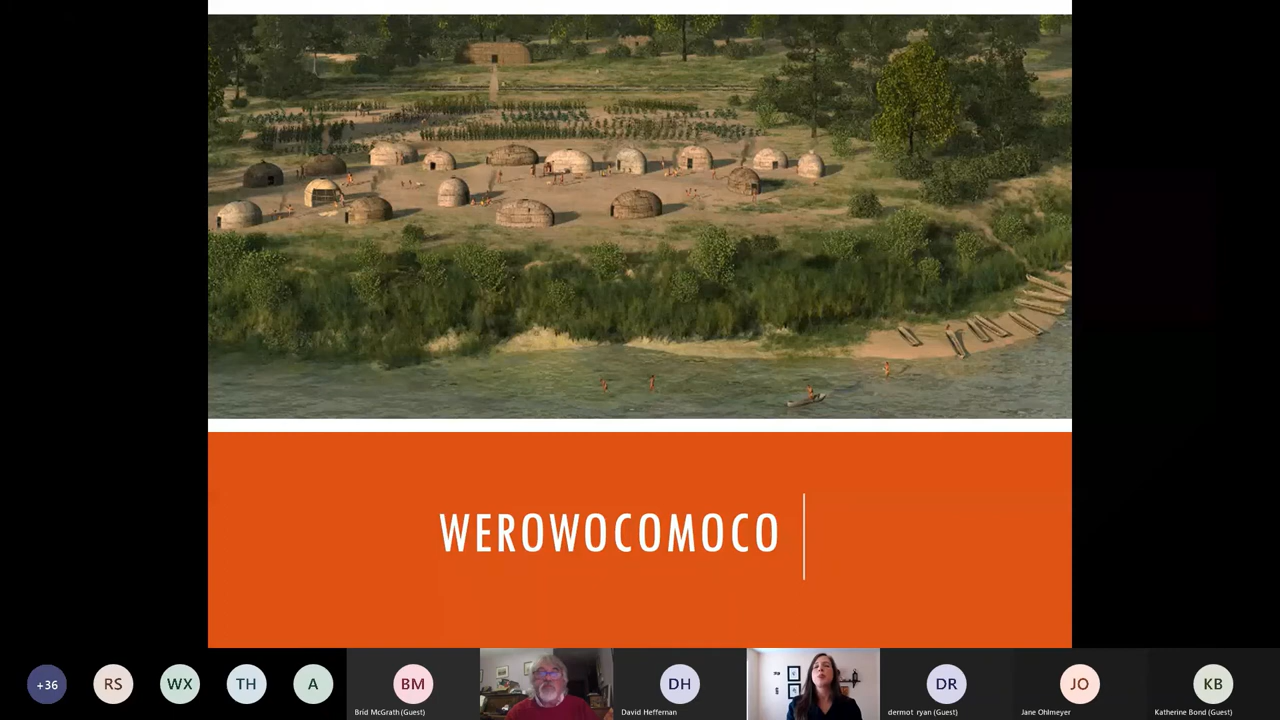 WEROWOCOMOCO
+36
RS
WX
TH
A
BM
Brid McGrath (Guest)
DH
David Heffernan
DR
dermot ryan (Guest)
JO
Jane Ohlmeyer
KB
Katherine Bond (Guest)